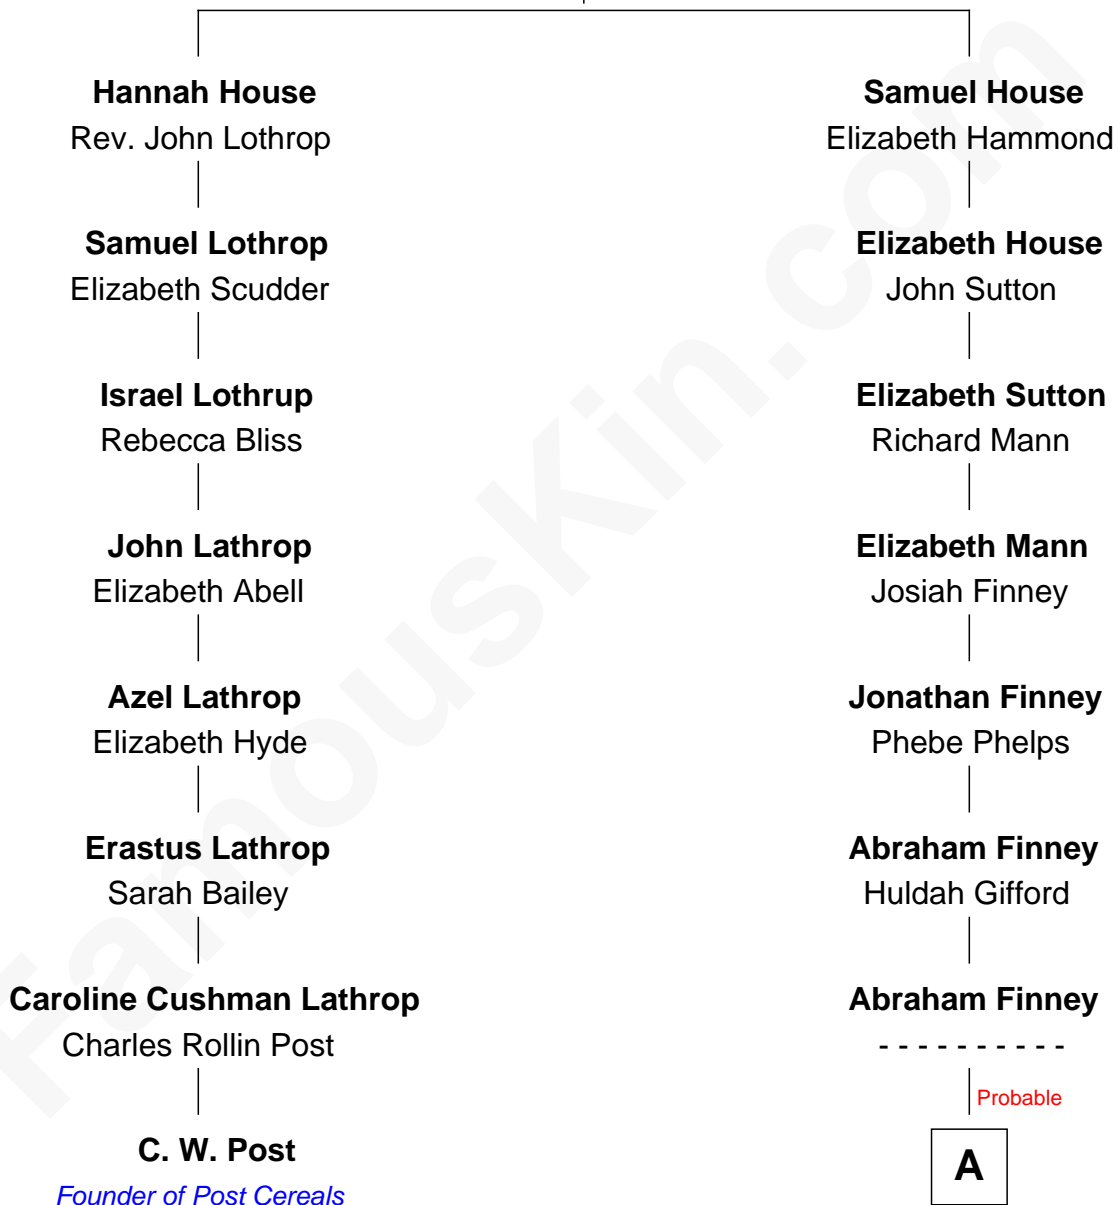 Hannah House
Rev. John Lothrop
Samuel Lothrop
Elizabeth Scudder
Israel Lothrup
Rebecca Bliss
John Lathrop
Elizabeth Abell
Azel Lathrop
Elizabeth Hyde
Erastus Lathrop
Sarah Bailey
Caroline Cushman Lathrop
Charles Rollin Post
C. W. Post
Founder of Post Cereals
Samuel House
Elizabeth Hammond
Elizabeth House
John Sutton
Elizabeth Sutton
Richard Mann
Elizabeth Mann
Josiah Finney
Jonathan Finney
Phebe Phelps
Abraham Finney
Huldah Gifford
Abraham Finney
- - - - - - - - - -
Probable
A
FamousKin.com